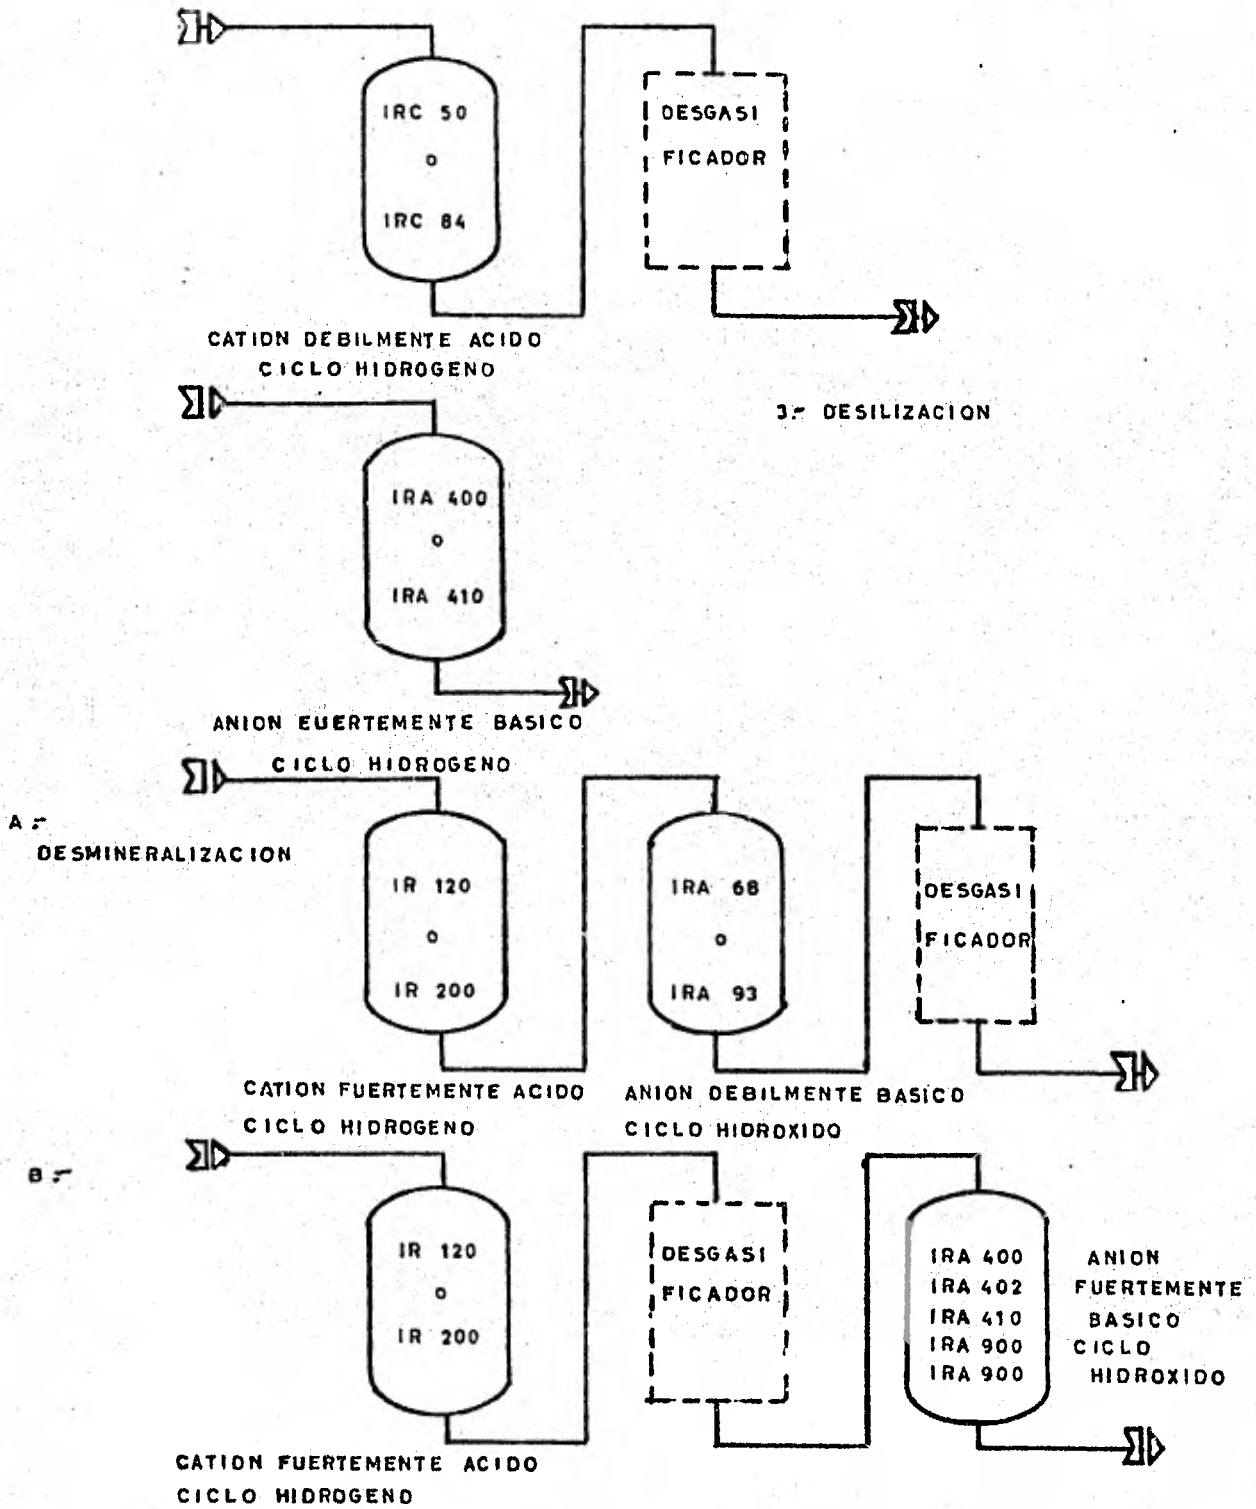 IRC 50
o
IRC 84
DESGASI
FICADOR
CATION DEBILMENTE ACIDO
CICLO HIDROGENO
3.- DESILIZACION
IRA 400
o
IRA 410
ANION EUERTEMENTE BASICO
CICLO HIDROGENO
A.-
DESMINERALIZACION
IR 120
o
IR 200
IRA 68
o
IRA 93
DESGASI
FICADOR
CATION FUERTEMENTE ACIDO
CICLO HIDROGENO
ANION DEBILMENTE BASICO
CICLO HIDROXIDO
B.-
IR 120
o
IR 200
DESGASI
FICADOR
IRA 400
IRA 402
IRA 410
IRA 900
IRA 900
ANION
FUERTEMENTE
BASICO
CICLO
HIDROXIDO
CATION FUERTEMENTE ACIDO
CICLO HIDROGENO